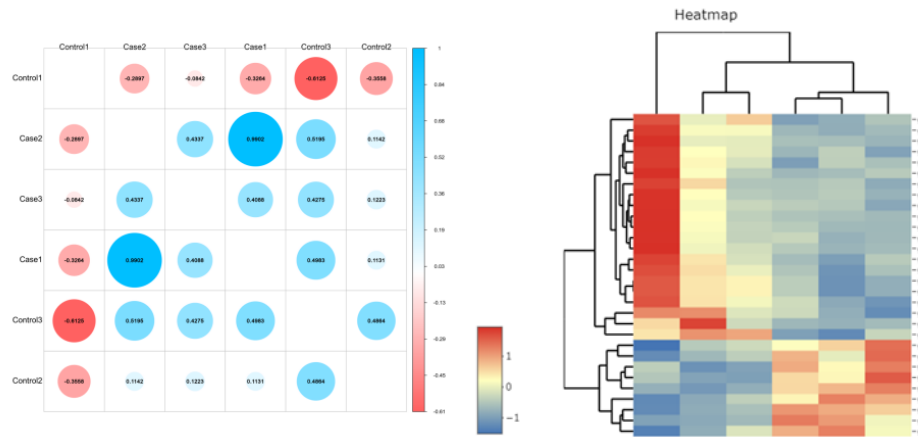 Heatmap
Control1 Case2 Case3 Case1 Control3 Control2
Control1 -0.2897 -0.0842 -0.3264 -0.6125 -0.3558
Case2 -0.2897 0.4337 0.9902 0.5195 0.1142
Case3 -0.0842 0.4337 0.4088 0.4275 0.1223
Case1 -0.3264 0.9902 0.4088 0.4983 0.1131
Control3 -0.6125 0.5195 0.4275 0.4983 0.4864
Control2 -0.3558 0.1142 0.1223 0.1131 0.4864
1
0.84
0.68
0.52
0.36
0.19
0.03
-0.13
-0.29
-0.45
-0.61
1
0
−1